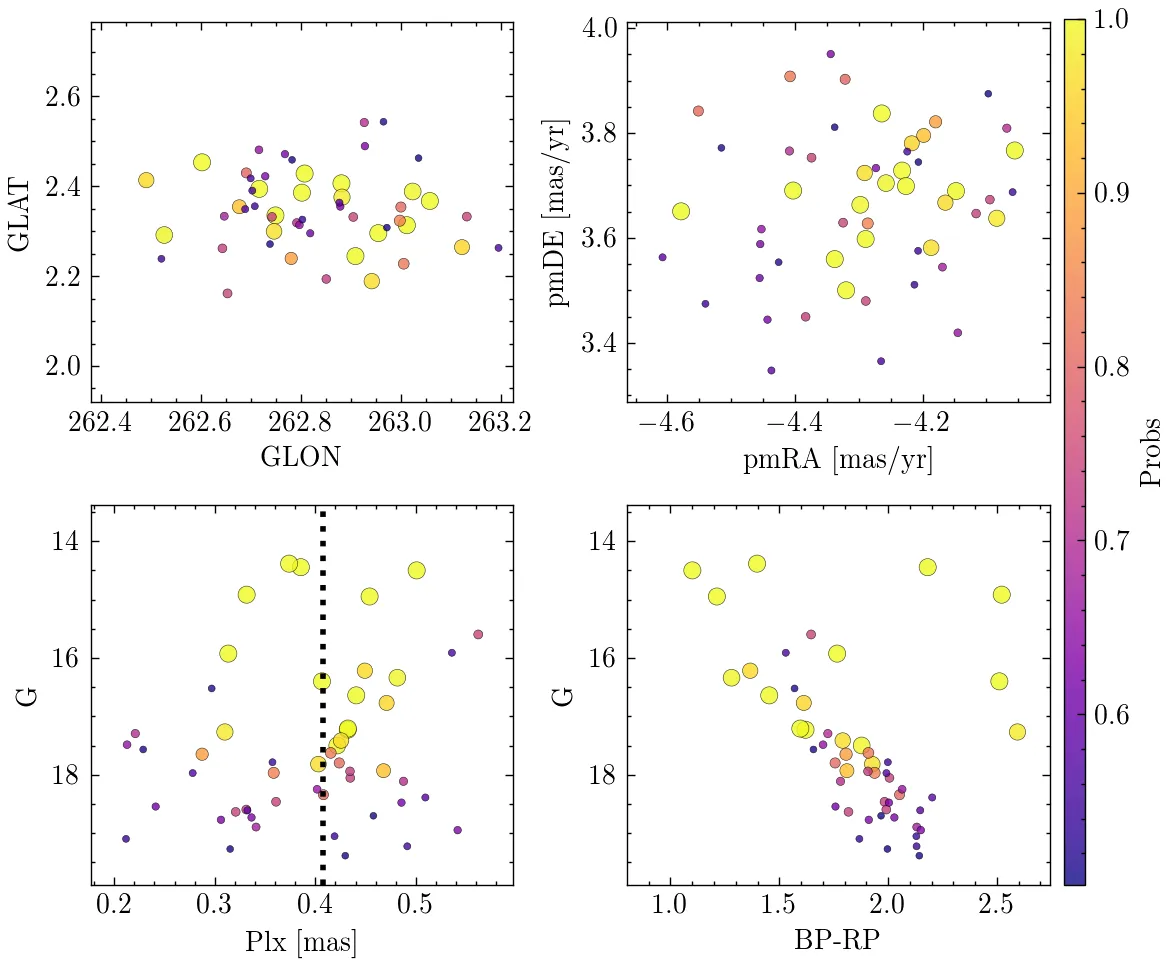 2.6
2.4
2.2
2.0
GLAT
262.4 262.6 262.8 263.0 263.2
GLON
4.0
3.8
3.6
3.4
pmDE [mas/yr]
−4.6 −4.4 −4.2
pmRA [mas/yr]
1.0
0.9
0.8
0.7
0.6
Probs
14
16
18
G
0.2 0.3 0.4 0.5
Plx [mas]
14
16
18
G
1.0 1.5 2.0 2.5
BP-RP